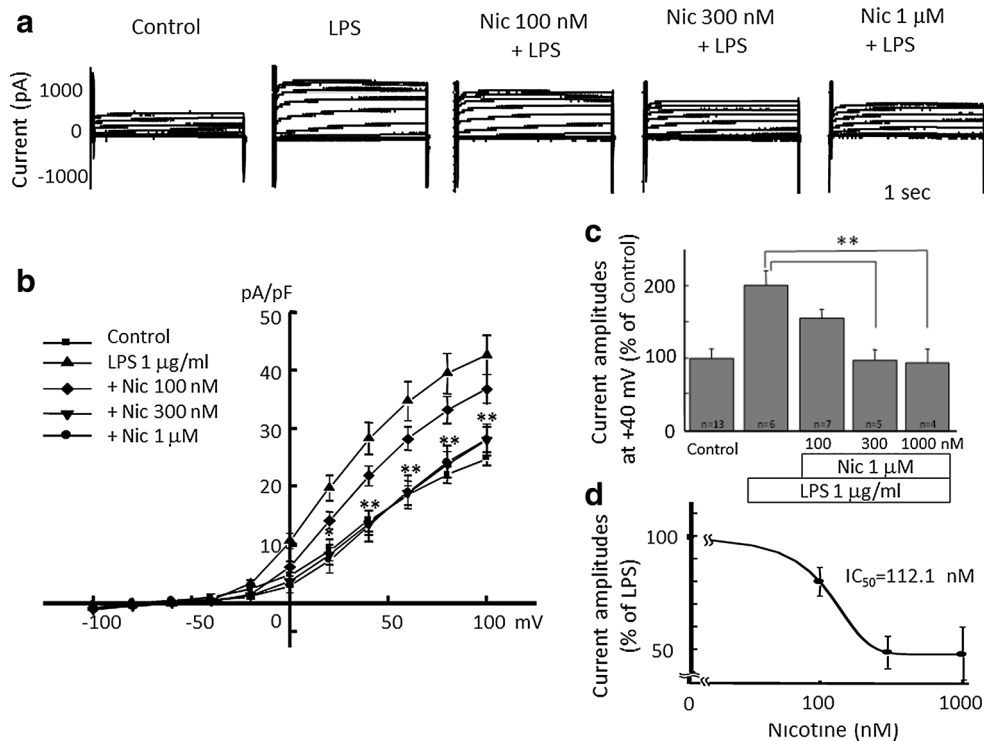 a
Control
LPS
Nic 100 nM
+ LPS
Nic 300 nM
+ LPS
Nic 1 µM
+ LPS
Current (pA)
1000
0
-1000
1 sec
b
pA/pF
50
40
30
20
10
0
-100
-50
50
100
mV
Control
LPS 1 µg/ml
+ Nic 100 nM
+ Nic 300 nM
+ Nic 1 µM
*
**
**
**
**
c
Current amplitudes
at +40 mV (% of Control)
200
100
0
**
n=13
n=6
n=7
n=5
n=4
Control
100
300
1000 nM
Nic 1 µM
LPS 1 µg/ml
d
Current amplitudes
(% of LPS)
100
50
IC50=112.1 nM
0
100
1000
Nicotine (nM)